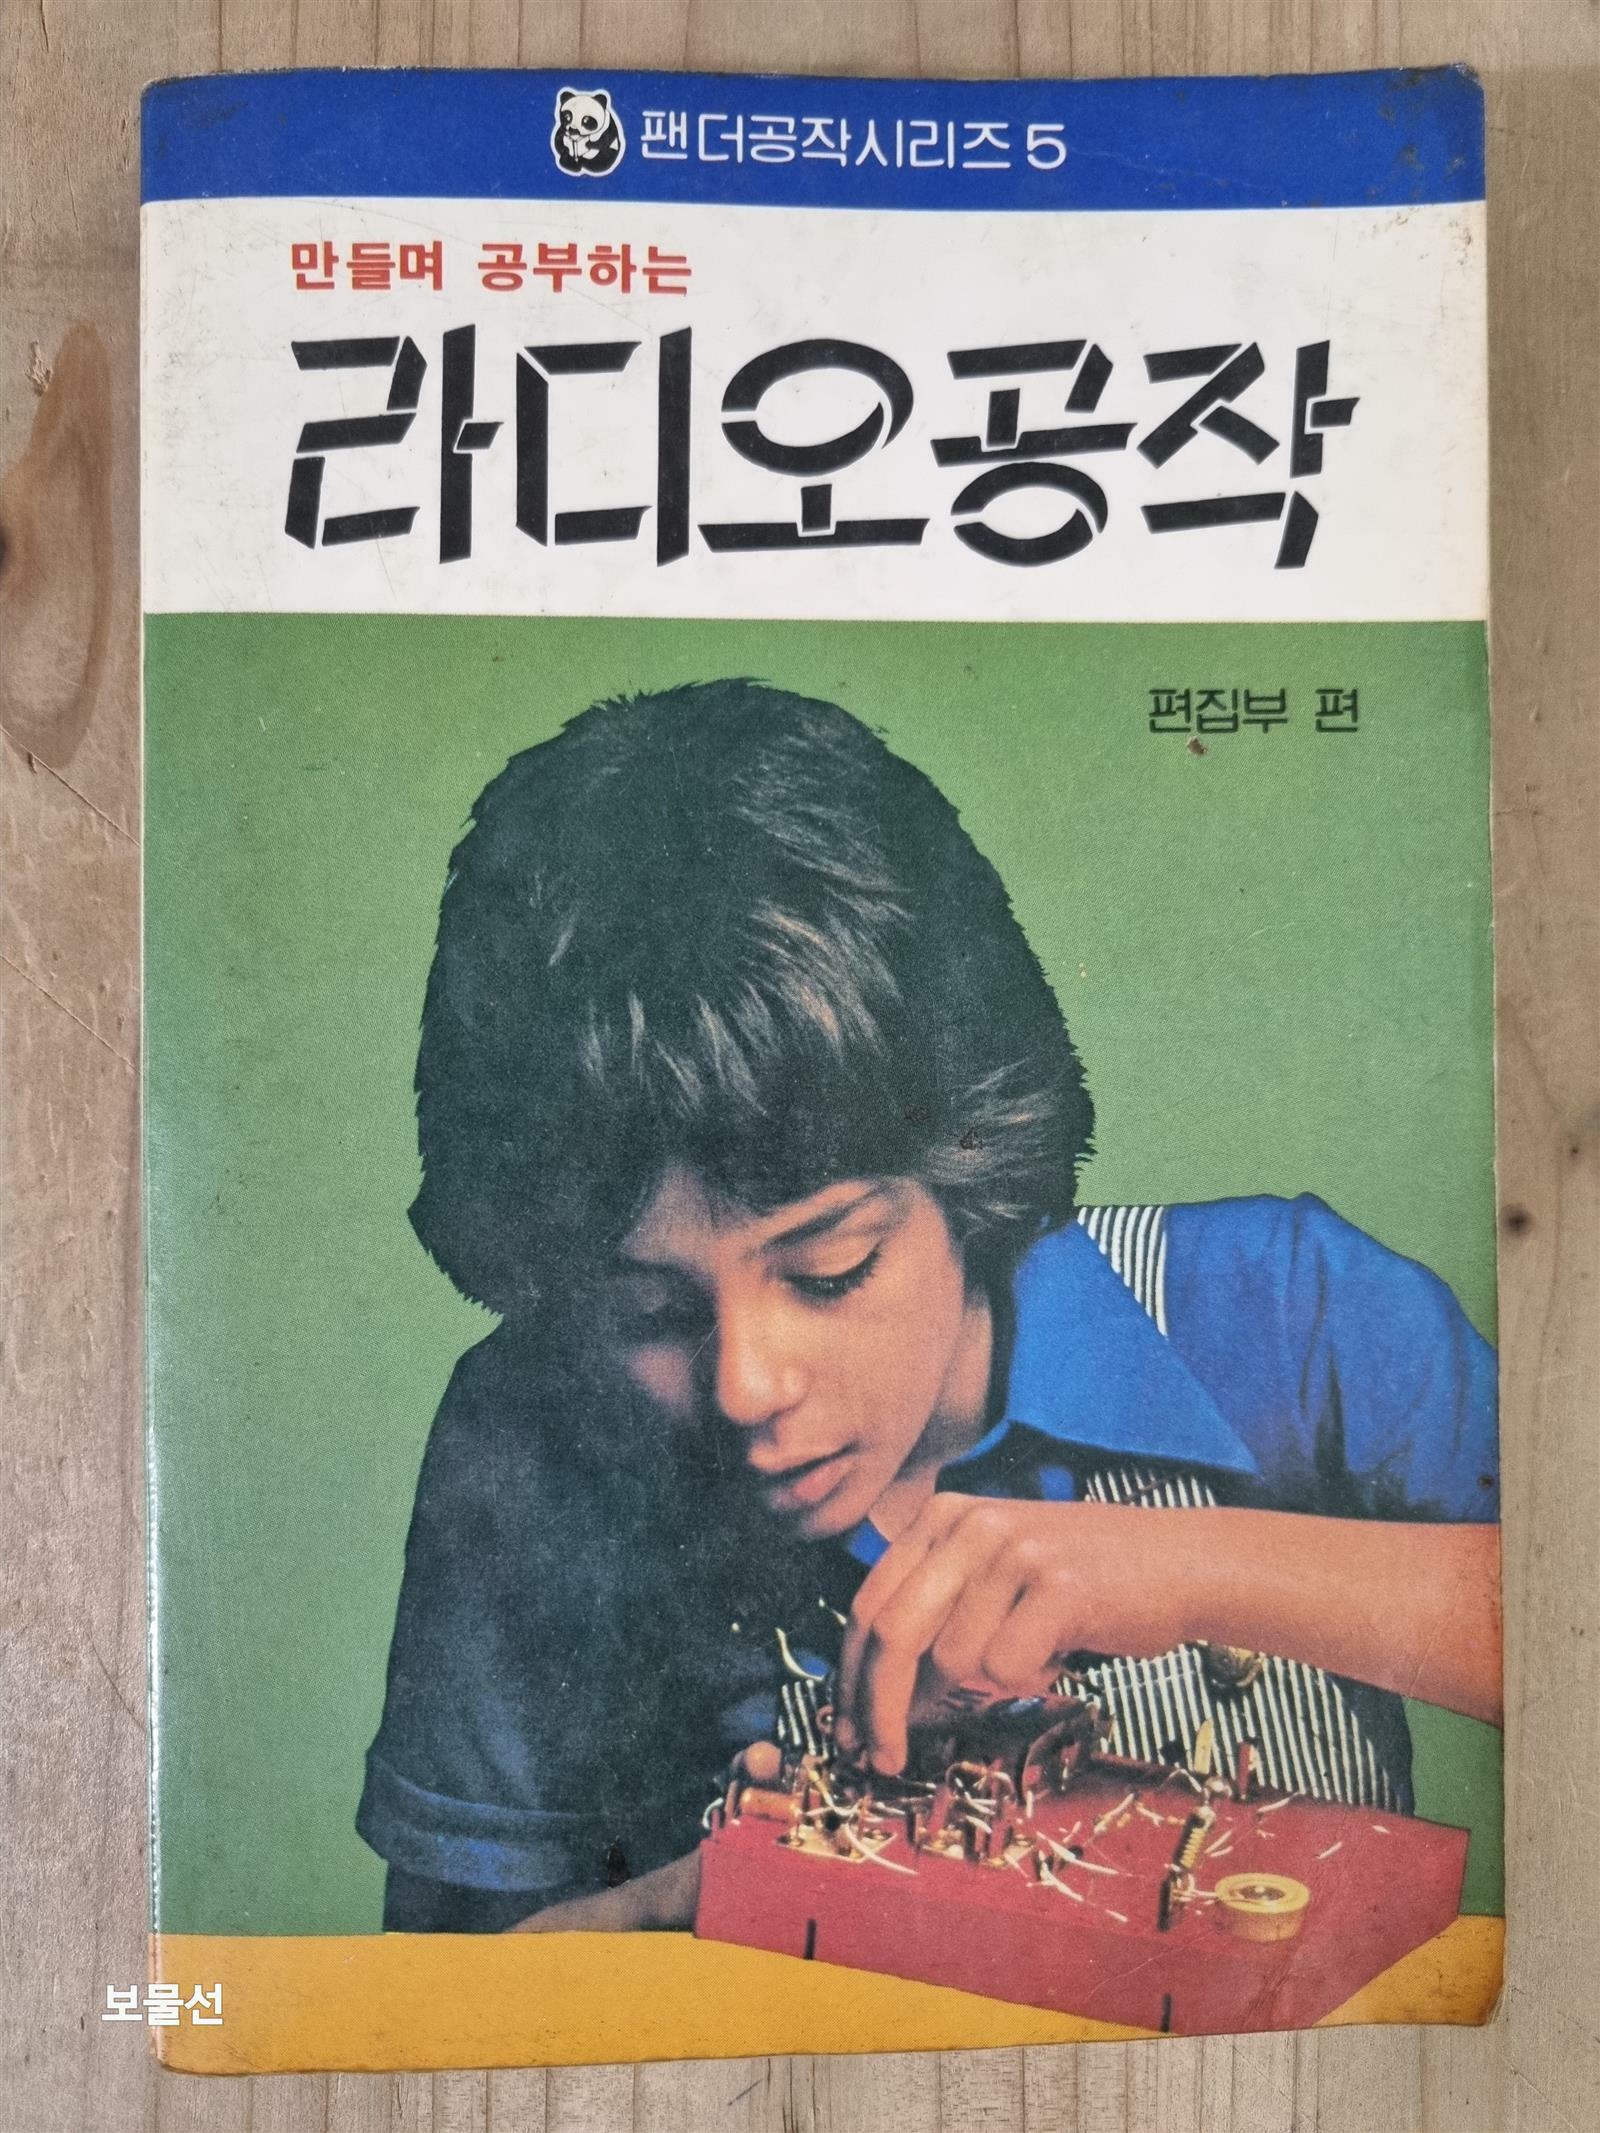 팬더공작시리즈 5
만들며 공부하는
라디오공작
편집부 편
보물선